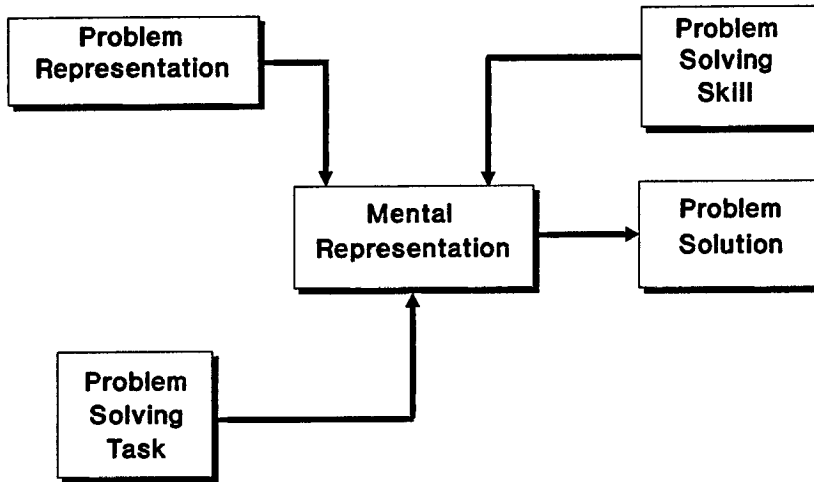 Problem
Representation
Problem
Solving
Skill
Mental
Representation
Problem
Solution
Problem
Solving
Task